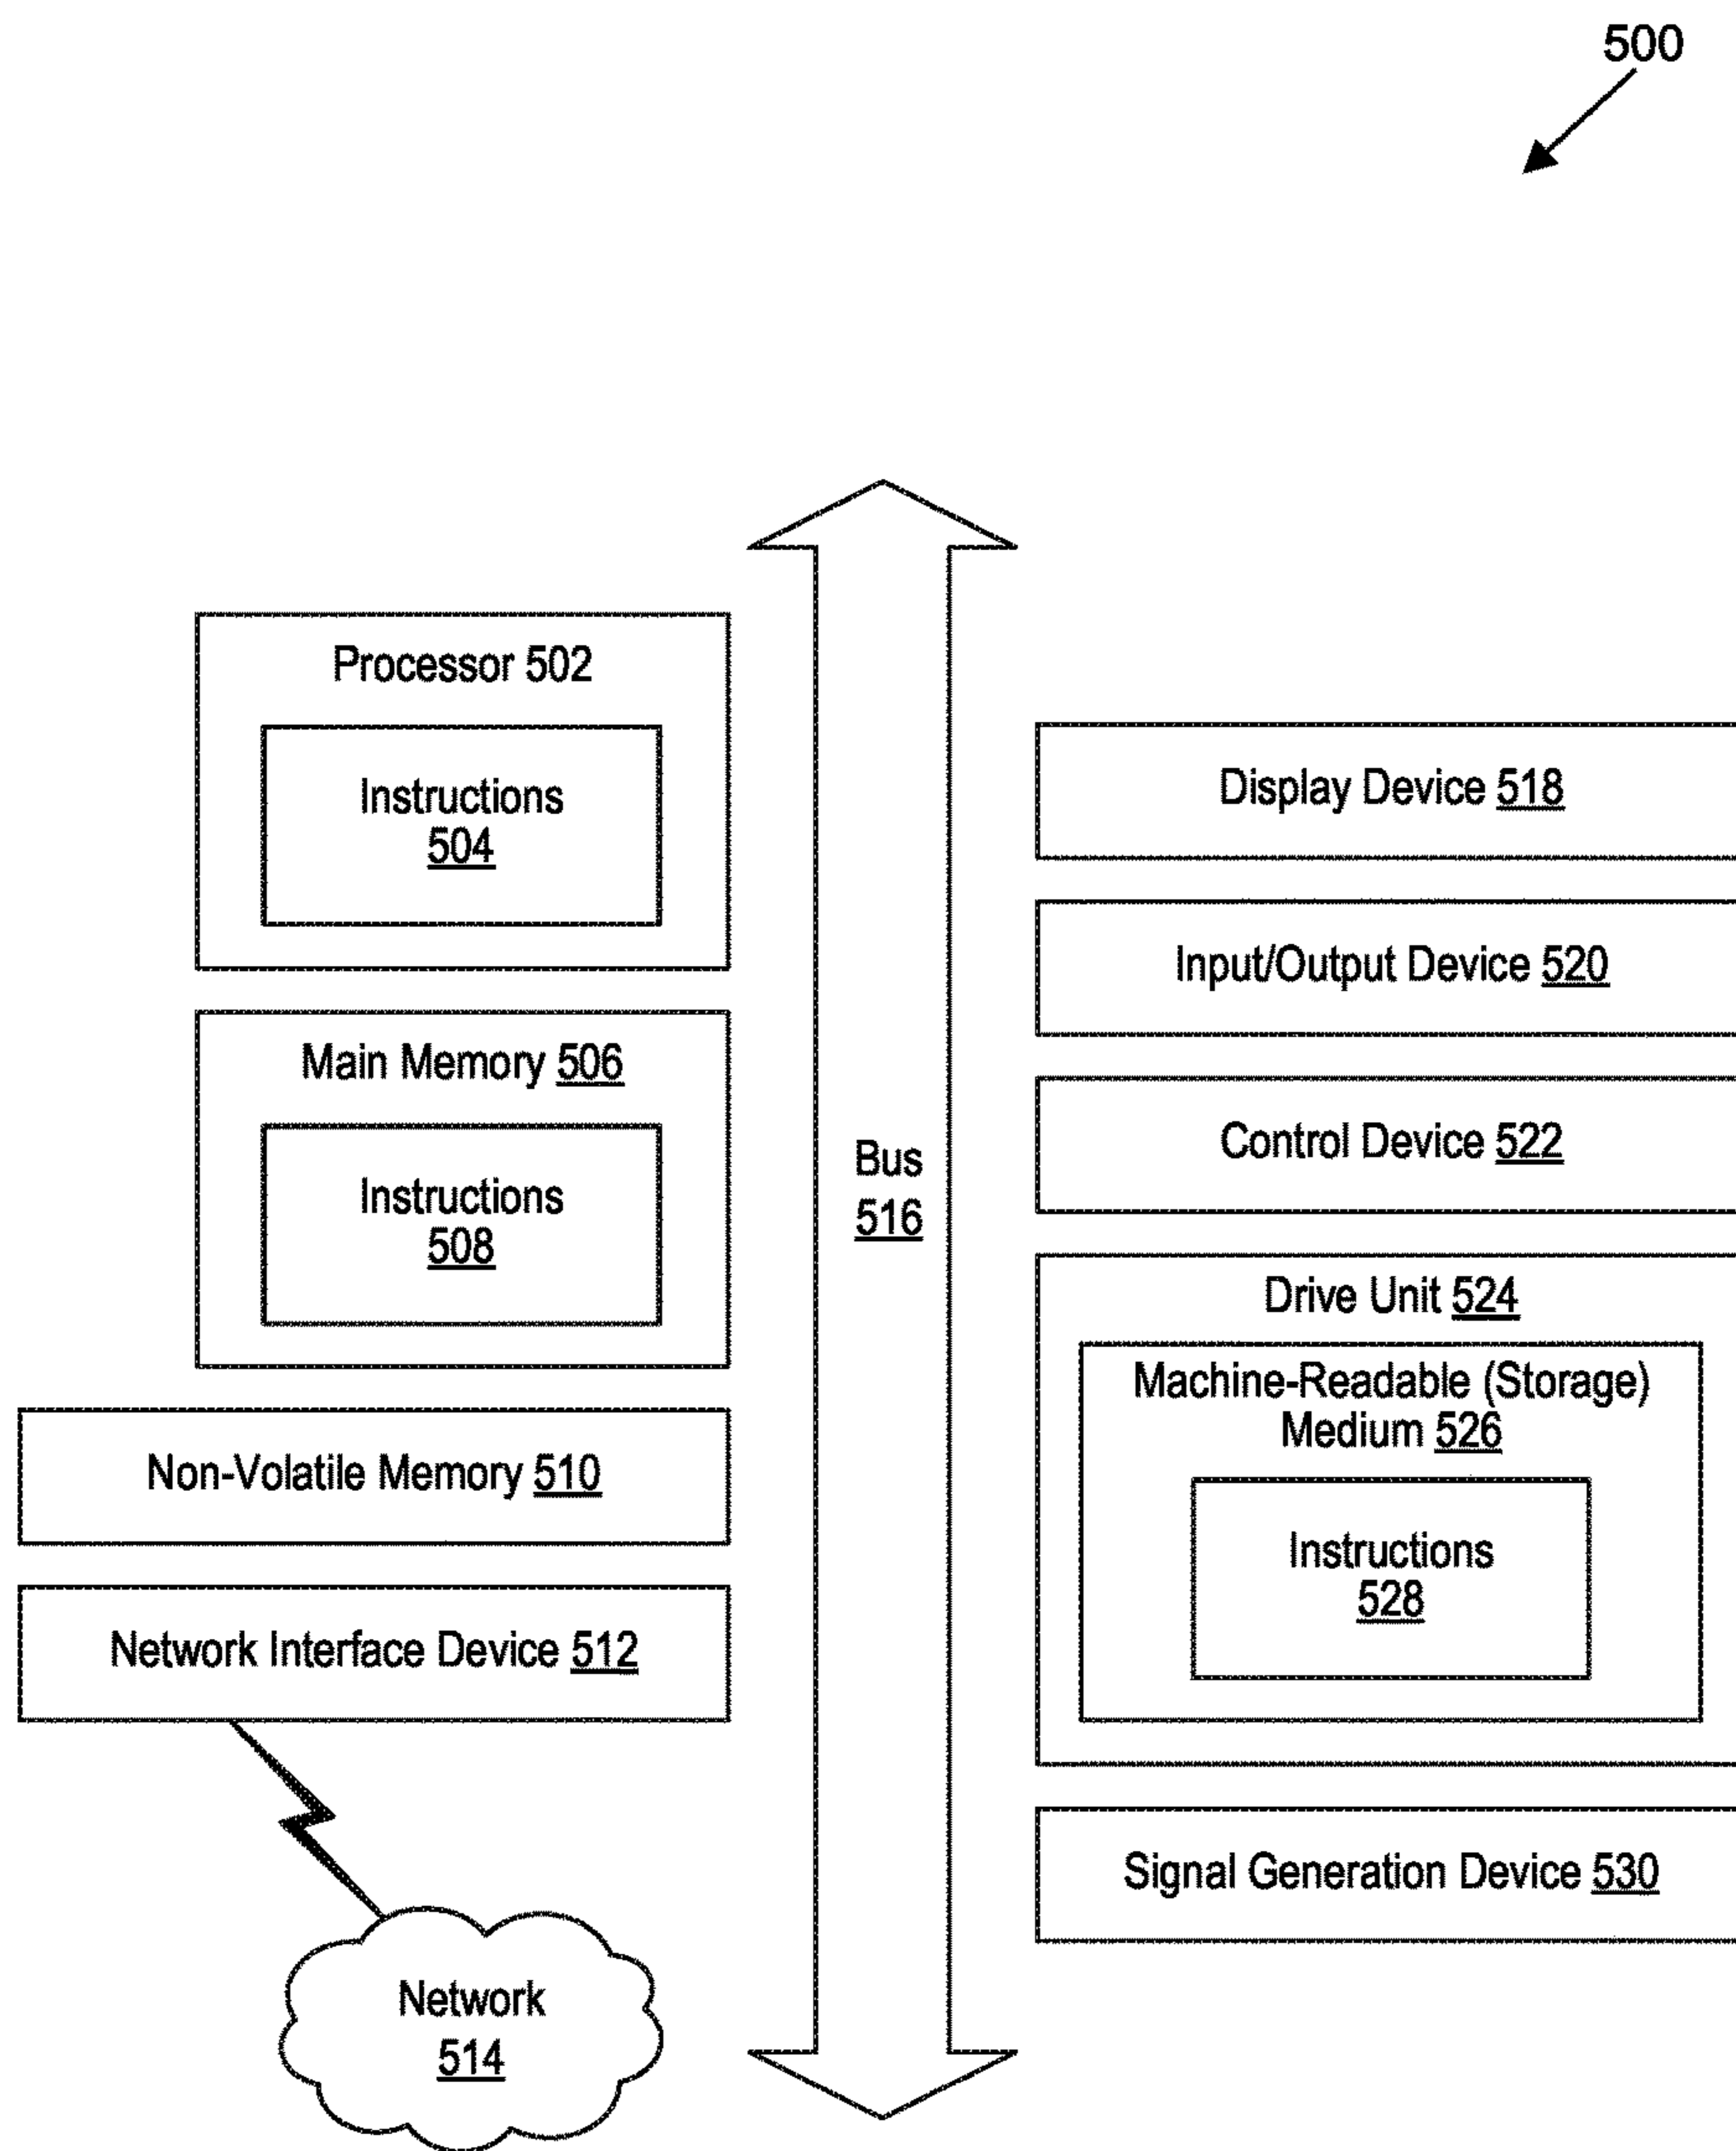 500
Processor 502
Instructions
504
Main Memory 506
Instructions
508
Non-Volatile Memory 510
Network Interface Device 512
Network
514
Bus
516
Display Device 518
Input/Output Device 520
Control Device 522
Drive Unit 524
Machine-Readable (Storage)
Medium 526
Instructions
528
Signal Generation Device 530